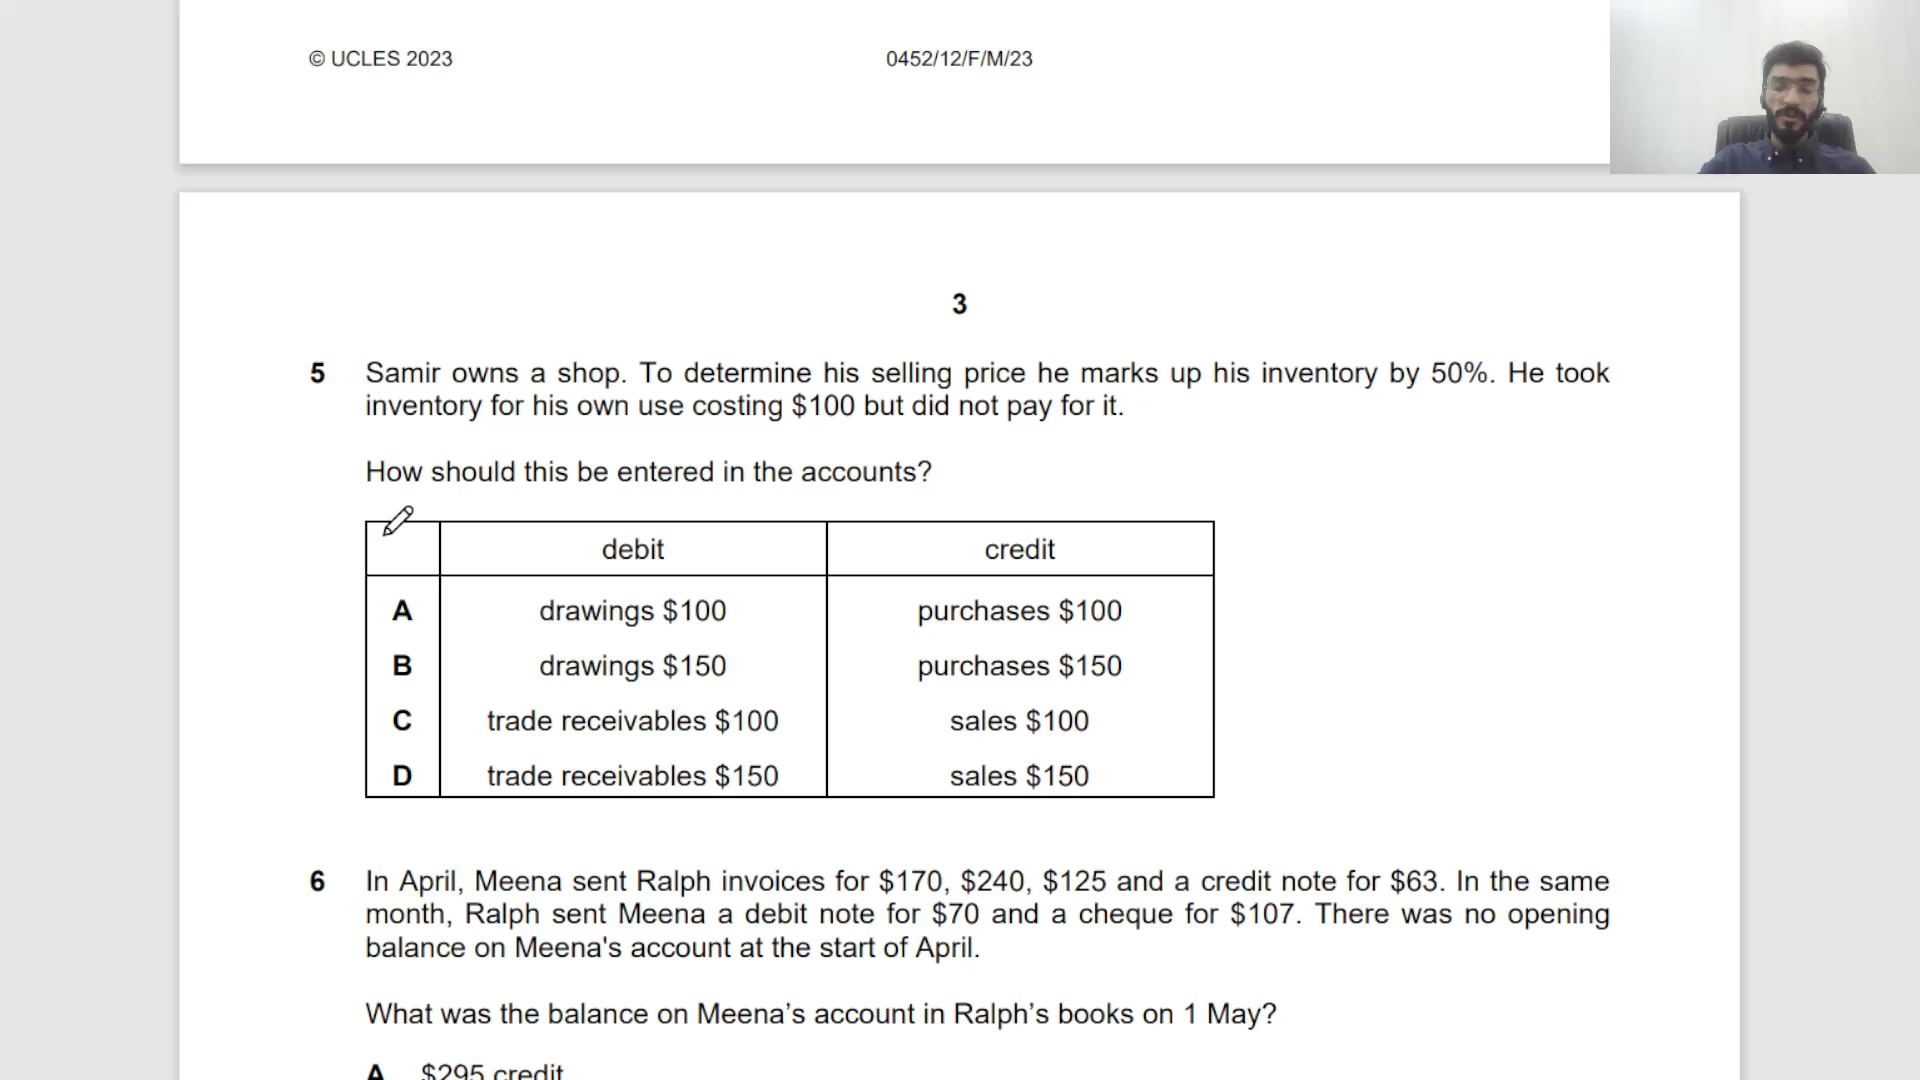 © UCLES 2023
0452/12/F/M/23
3
5 Samir owns a shop. To determine his selling price he marks up his inventory by 50%. He took
inventory for his own use costing $100 but did not pay for it.
How should this be entered in the accounts?
debit credit
A drawings $100 purchases $100
B drawings $150 purchases $150
C trade receivables $100 sales $100
D trade receivables $150 sales $150
6 In April, Meena sent Ralph invoices for $170, $240, $125 and a credit note for $63. In the same
month, Ralph sent Meena a debit note for $70 and a cheque for $107. There was no opening
balance on Meena's account at the start of April.
What was the balance on Meena’s account in Ralph’s books on 1 May?
A $295 credit